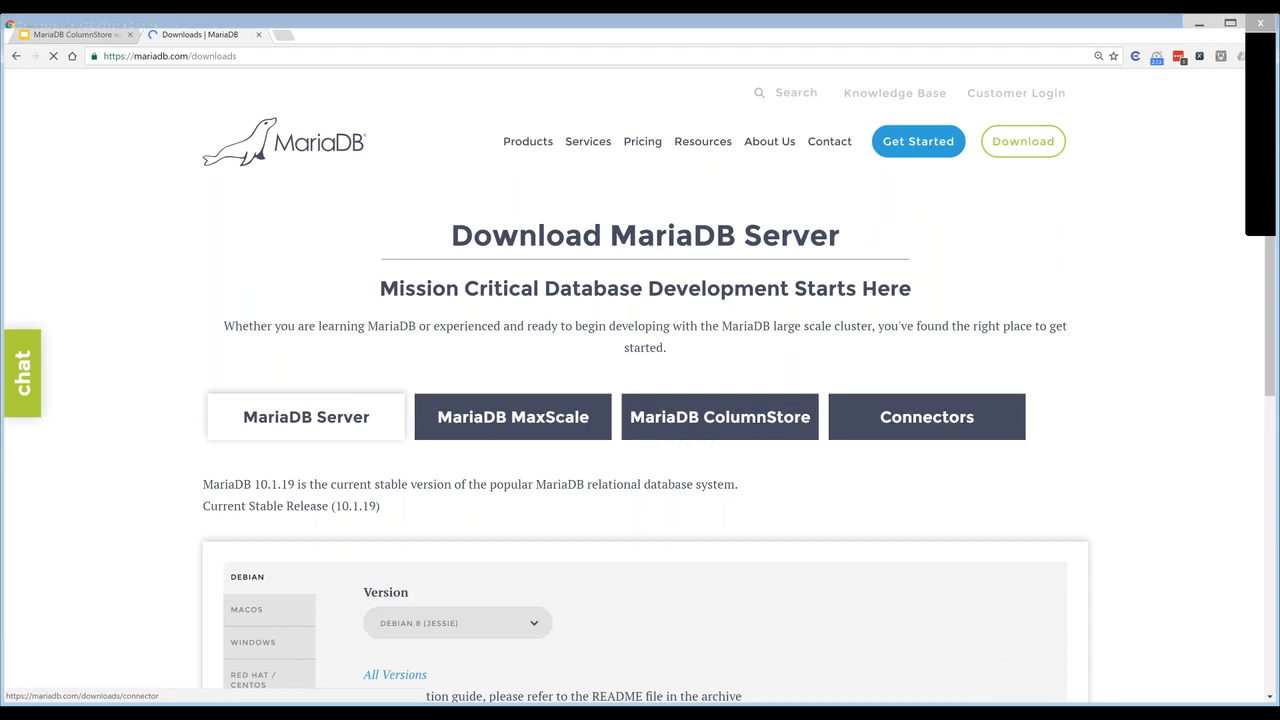 MariaDB ColumnStore w
Downloads | MariaDB
https://mariadb.com/downloads
Search
Knowledge Base
Customer Login
MariaDB
Products
Services
Pricing
Resources
About Us
Contact
Get Started
Download
Download MariaDB Server
Mission Critical Database Development Starts Here
Whether you are learning MariaDB or experienced and ready to begin developing with the MariaDB large scale cluster, you've found the right place to get
started.
chat
MariaDB Server
MariaDB MaxScale
MariaDB ColumnStore
Connectors
MariaDB 10.1.19 is the current stable version of the popular MariaDB relational database system.
Current Stable Release (10.1.19)
DEBIAN
MACOS
WINDOWS
RED HAT /
CENTOS
Version
DEBIAN 8 (JESSIE)
All Versions
tion guide, please refer to the README file in the archive
https://mariadb.com/downloads/connector